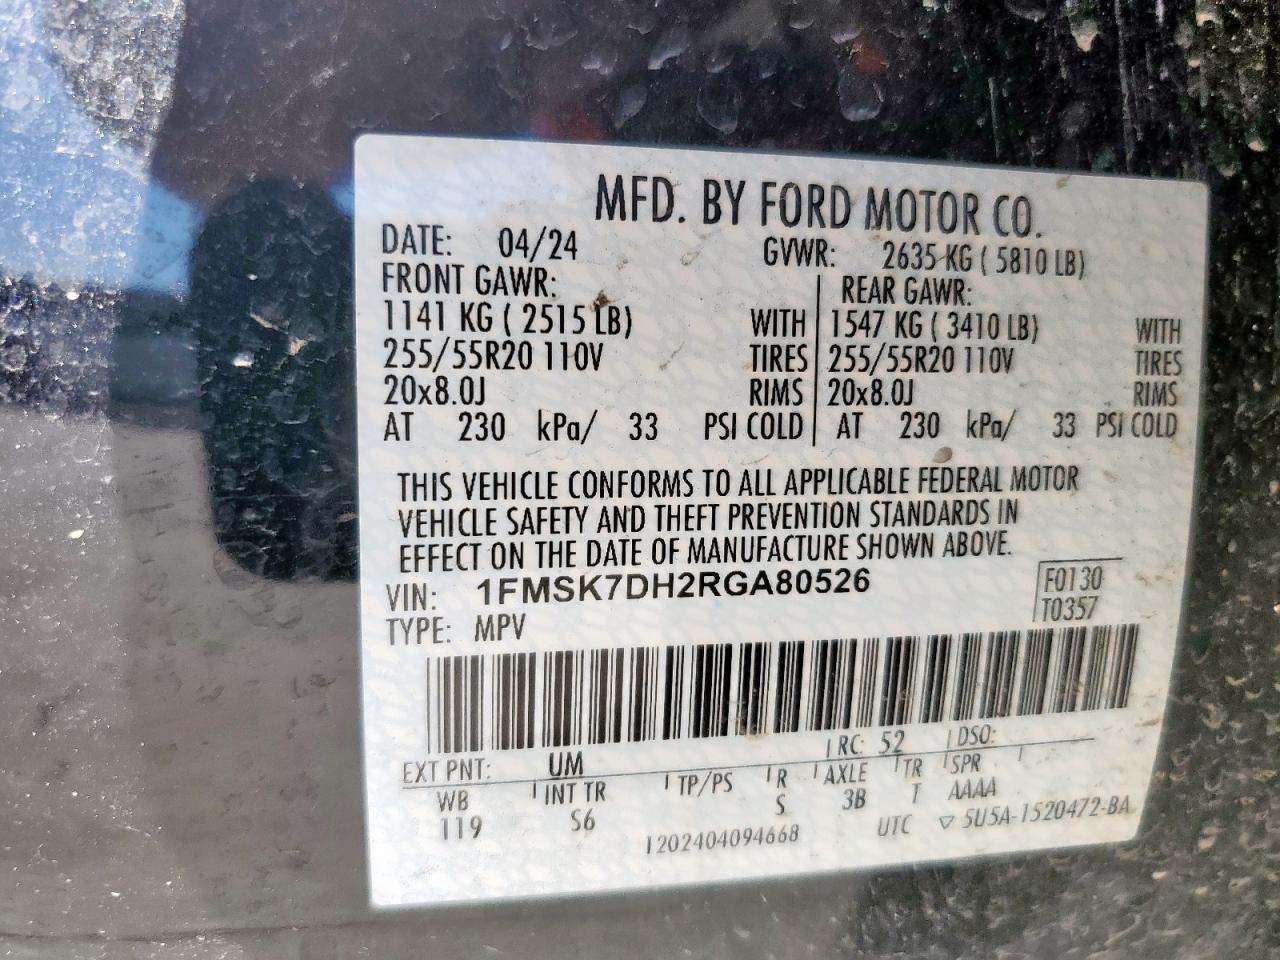 MFD. BY FORD MOTOR CO.
DATE: 04/24 GVWR: 2635 KG ( 5810 LB)
FRONT GAWR: REAR GAWR:
1141 KG ( 2515 LB) WITH 1547 KG ( 3410 LB) WITH
255/55R20 110V TIRES 255/55R20 110V TIRES
20x8.0J RIMS 20x8.0J RIMS
AT 230 kPa/ 33 PSI COLD AT 230 kPa/ 33 PSI COLD
THIS VEHICLE CONFORMS TO ALL APPLICABLE FEDERAL MOTOR
VEHICLE SAFETY AND THEFT PREVENTION STANDARDS IN
EFFECT ON THE DATE OF MANUFACTURE SHOWN ABOVE.
VIN: 1FMSK7DH2RGA80526 F0130
TYPE: MPV T0357
EXT PNT: UM RC: 52 DSO:
WB INT TR TP/PS R AXLE TR SPR
119 S6 S 3B T AAAA
1202404094668 UTC ▽ 5U5A-1520472-BA